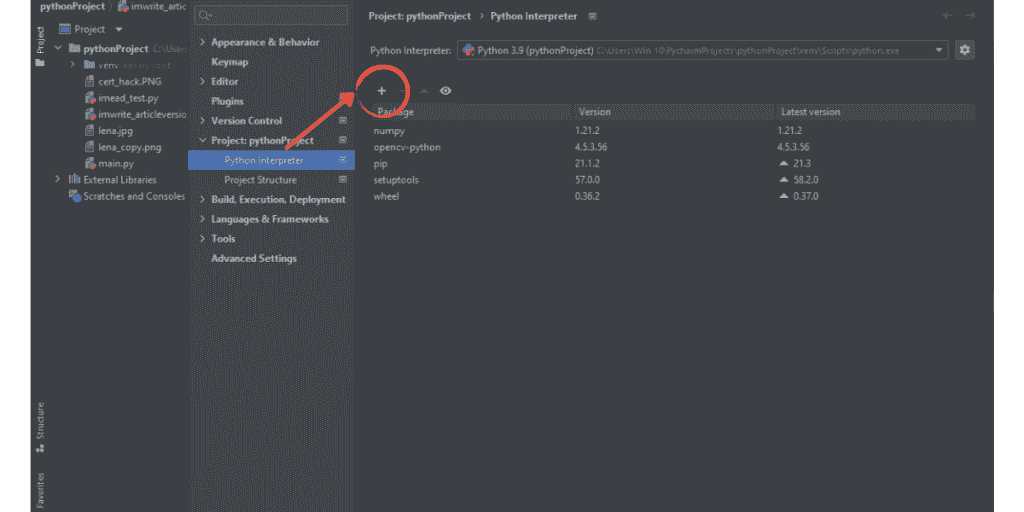 pythonProject imwrite_artic
Project
Project
pythonProject C:\Users
venv library root
cert_hack.PNG
imead_test.py
imwrite_articleversio
lena.jpg
lena_copy.png
main.py
External Libraries
Scratches and Consoles
Structure
Favorites
Appearance & Behavior
Keymap
Editor
Plugins
Version Control
Project: pythonProject
Python Interpreter
Project Structure
Build, Execution, Deployment
Languages & Frameworks
Tools
Advanced Settings
Project: pythonProject › Python Interpreter
Python Interpreter: Python 3.9 (pythonProject) C:\Users\Win 10\PycharmProjects\pythonProject\venv\Scripts\python.exe
Package Version Latest version
numpy 1.21.2 1.21.2
opencv-python 4.5.3.56 4.5.3.56
pip 21.1.2 21.3
setuptools 57.0.0 58.2.0
wheel 0.36.2 0.37.0